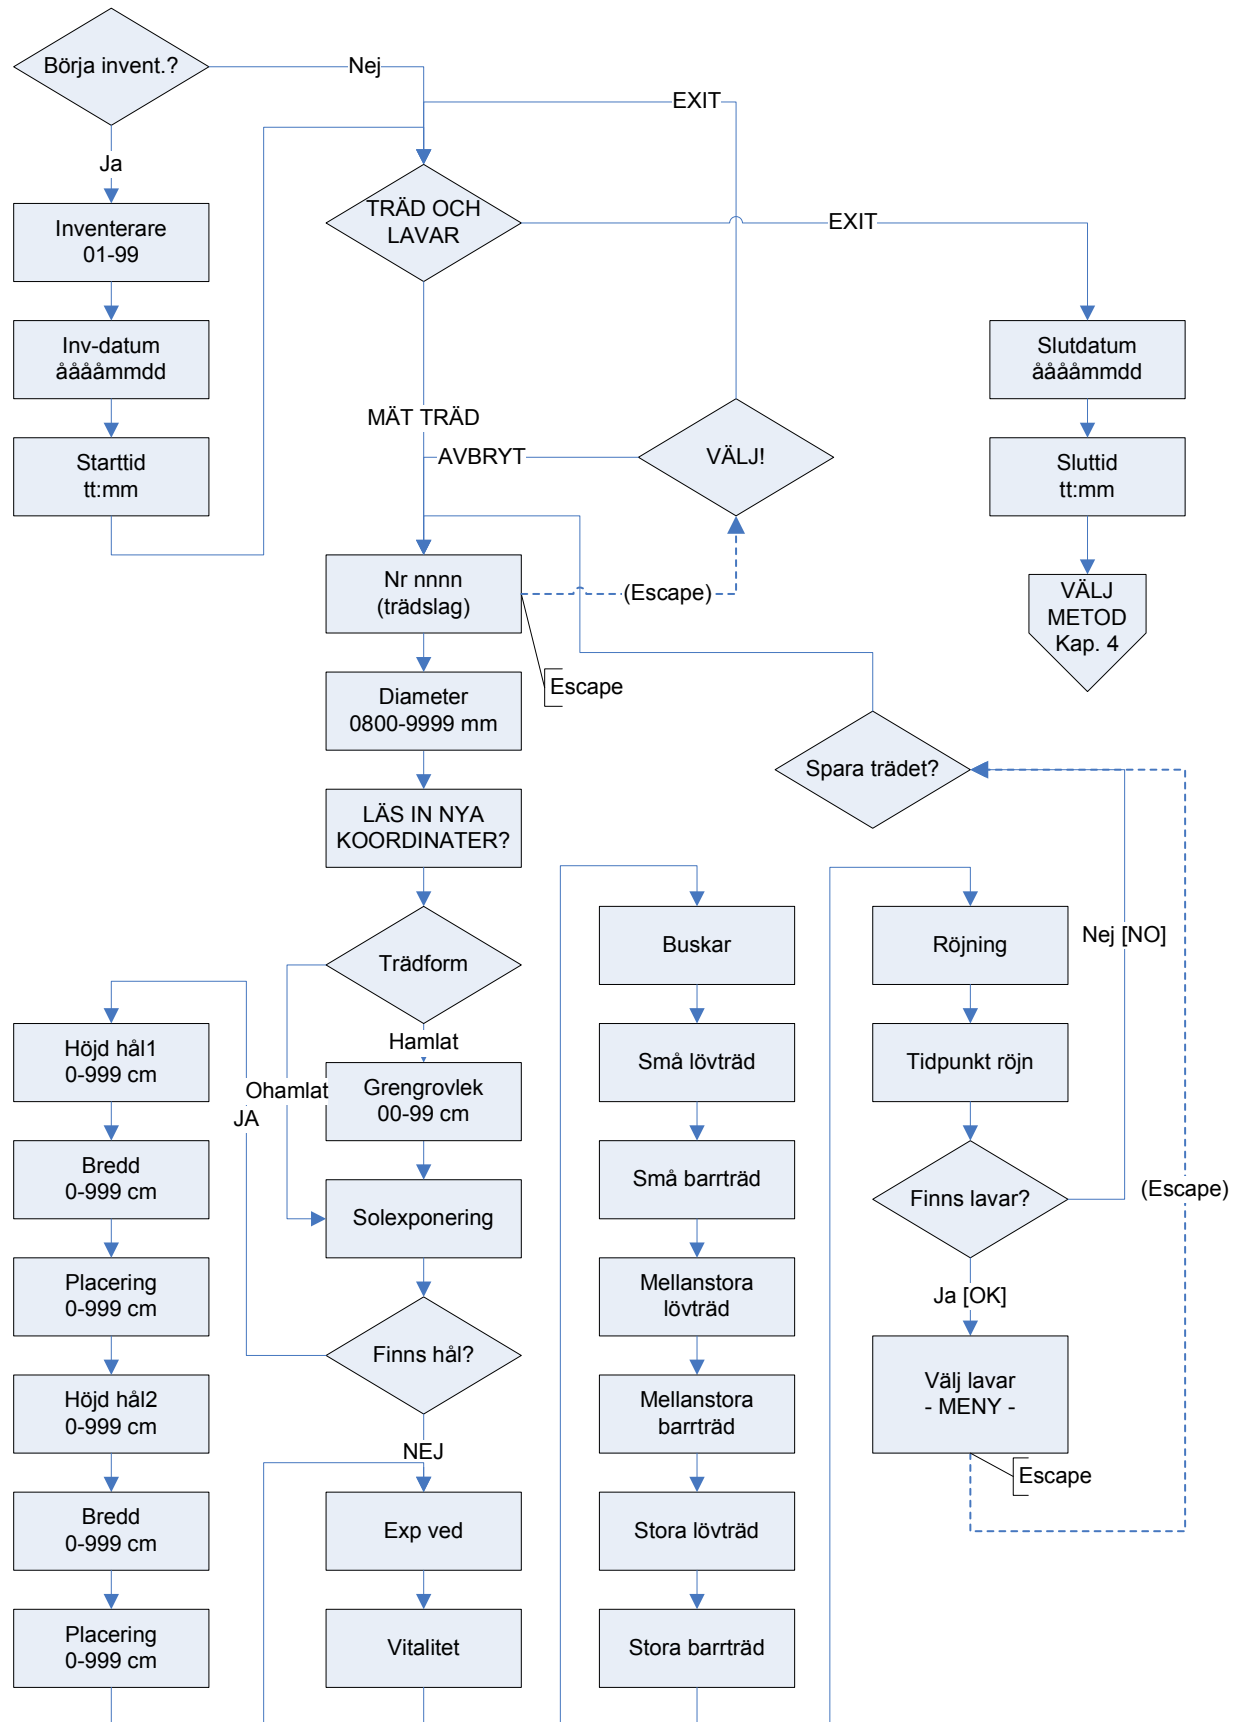 Börja invent.?
Nej
EXIT
Ja
Inventerare
01-99
TRÄD OCH
LAVAR
EXIT
Inv-datum
ååååmmdd
Slutdatum
ååååmmdd
MÄT TRÄD
Starttid
tt:mm
AVBRYT
VÄLJ!
Sluttid
tt:mm
Nr nnnn
(trädslag)
(Escape)
VÄLJ
METOD
Kap. 4
Escape
Diameter
0800-9999 mm
Spara trädet?
LÄS IN NYA
KOORDINATER?
Trädform
Buskar
Röjning
Nej [NO]
Höjd hål1
0-999 cm
Hamlat
Ohamlat
JA
Grengrovlek
00-99 cm
Små lövträd
Tidpunkt röjn
Bredd
0-999 cm
Solexponering
Små barrträd
Finns lavar?
(Escape)
Placering
0-999 cm
Mellanstora
lövträd
Ja [OK]
Finns hål?
Höjd hål2
0-999 cm
Mellanstora
barrträd
Välj lavar
- MENY -
NEJ
Escape
Bredd
0-999 cm
Exp ved
Stora lövträd
Placering
0-999 cm
Vitalitet
Stora barrträd